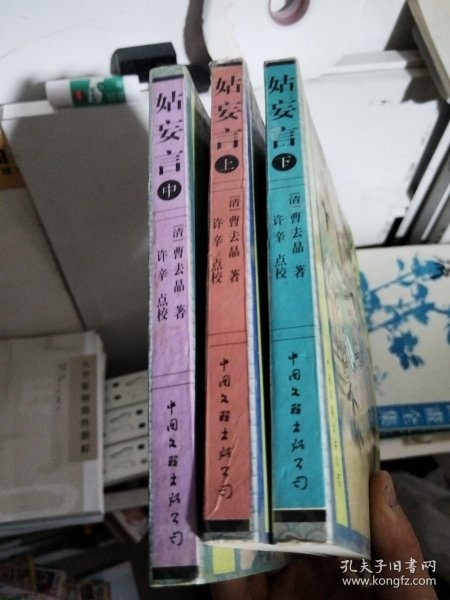 姑妄言
中
[清]曹去晶 著
许辛 点校
中国文联出版公司
姑妄言
上
[清]曹去晶 著
许辛 点校
中国文联出版公司
姑妄言
下
[清]曹去晶 著
许辛 点校
中国文联出版公司
孔夫子旧书网
www.kongfz.com